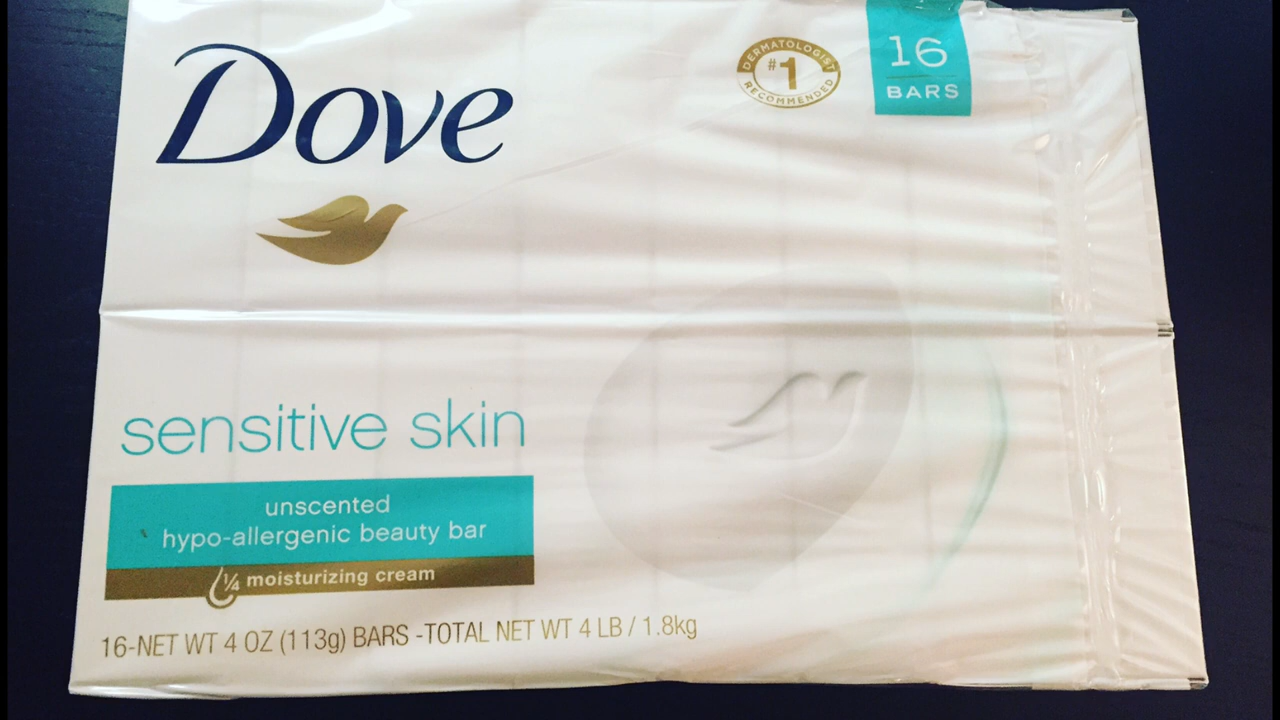 Dove
DERMATOLOGIST
#1
RECOMMENDED
16
BARS
sensitive skin
unscented
hypo-allergenic beauty bar
1/4 moisturizing cream
16-NET WT 4 OZ (113g) BARS -TOTAL NET WT 4 LB / 1.8kg